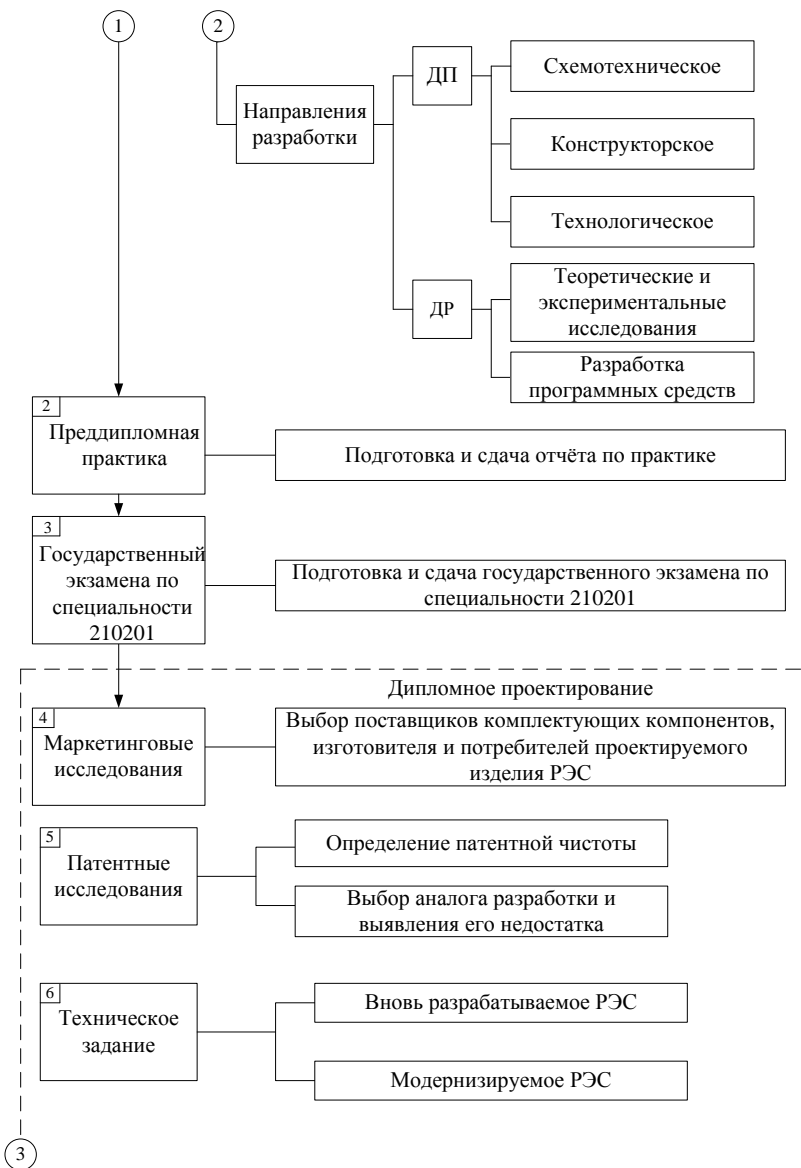 1
2
Направления
разработки
ДП
Схемотехническое
Конструкторское
Технологическое
ДР
Теоретические и
экспериментальные
исследования
Разработка
программных средств
2
Преддипломная
практика
Подготовка и сдача отчёта по практике
3
Государственный
экзамена по
специальности
210201
Подготовка и сдача государственного экзамена по
специальности 210201
Дипломное проектирование
4
Маркетинговые
исследования
Выбор поставщиков комплектующих компонентов,
изготовителя и потребителей проектируемого
изделия РЭС
5
Патентные
исследования
Определение патентной чистоты
Выбор аналога разработки и
выявления его недостатка
6
Техническое
задание
Вновь разрабатываемое РЭС
Модернизируемое РЭС
3